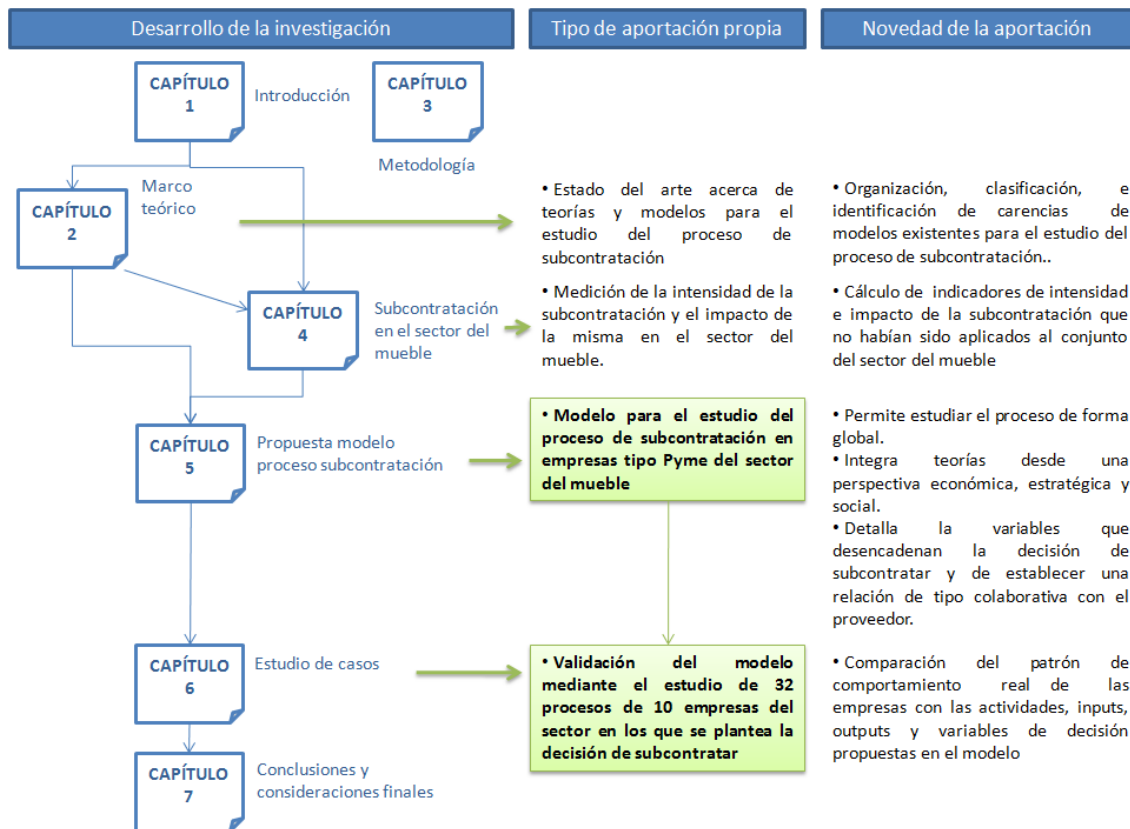 Desarrollo de la investigación
Tipo de aportación propia
Novedad de la aportación
CAPÍTULO
1
Introducción
CAPÍTULO
3
Metodología
CAPÍTULO
2
Marco
teórico
• Estado del arte acerca de
teorías y modelos para el
estudio del proceso de
subcontratación
• Organización, clasificación, e
identificación de carencias de
modelos existentes para el estudio del
proceso de subcontratación..
CAPÍTULO
4
Subcontratación
en el sector del
mueble
• Medición de la intensidad de la
subcontratación y el impacto de
la misma en el sector del
mueble.
• Cálculo de indicadores de intensidad
e impacto de la subcontratación que
no habían sido aplicados al conjunto
del sector del mueble
CAPÍTULO
5
Propuesta modelo
proceso subcontratación
• Modelo para el estudio del
proceso de subcontratación en
empresas tipo Pyme del sector
del mueble
• Permite estudiar el proceso de forma
global.
• Integra teorías desde una
perspectiva económica, estratégica y
social.
• Detalla la variables que
desencadenan la decisión de
subcontratar y de establecer una
relación de tipo colaborativa con el
proveedor.
CAPÍTULO
6
Estudio de casos
• Validación del modelo
mediante el estudio de 32
procesos de 10 empresas del
sector en los que se plantea la
decisión de subcontratar
• Comparación del patrón de
comportamiento real de las
empresas con las actividades, inputs,
outputs y variables de decisión
propuestas en el modelo
CAPÍTULO
7
Conclusiones y
consideraciones finales